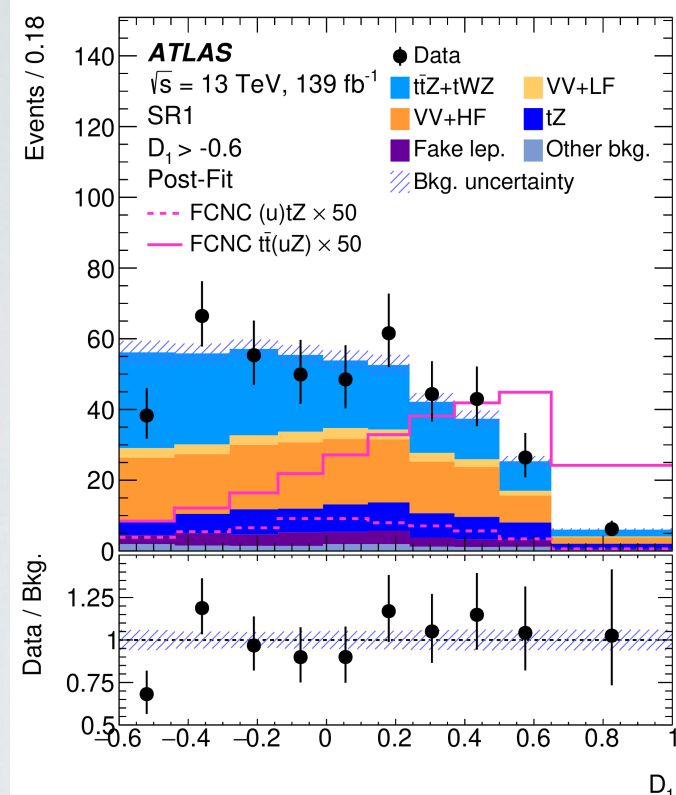 Events / 0.18
140
120
100
80
60
40
20
0
ATLAS
√s = 13 TeV, 139 fb⁻¹
SR1
D₁ > -0.6
Post-Fit
FCNC (u)tZ × 50
FCNC tt̄(uZ) × 50
Data
tt̄Z+tWZ
VV+LF
VV+HF
tZ
Fake lep.
Other bkg.
Bkg. uncertainty
Data / Bkg.
1.25
1
0.75
0.5
−0.6 −0.4 −0.2 0 0.2 0.4 0.6 0.8 1
D₁